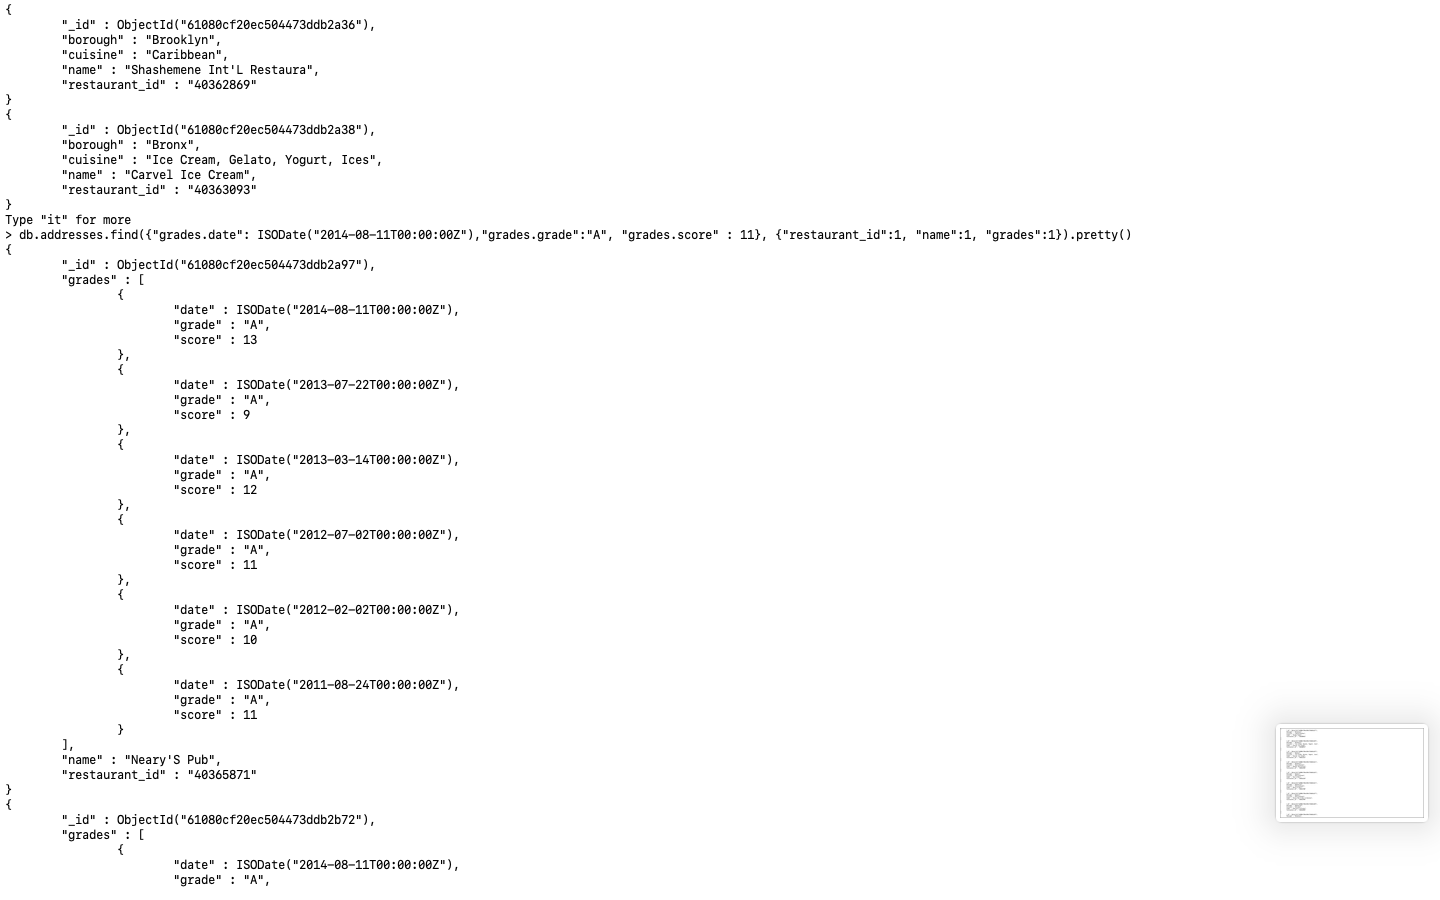 {
        "_id" : ObjectId("61080cf20ec504473ddb2a36"),
        "borough" : "Brooklyn",
        "cuisine" : "Caribbean",
        "name" : "Shashemene Int'L Restaura",
        "restaurant_id" : "40362869"
}
{
        "_id" : ObjectId("61080cf20ec504473ddb2a38"),
        "borough" : "Bronx",
        "cuisine" : "Ice Cream, Gelato, Yogurt, Ices",
        "name" : "Carvel Ice Cream",
        "restaurant_id" : "40363093"
}
Type "it" for more
> db.addresses.find({"grades.date": ISODate("2014-08-11T00:00:00Z"),"grades.grade":"A", "grades.score" : 11}, {"restaurant_id":1, "name":1, "grades":1}).pretty()
{
        "_id" : ObjectId("61080cf20ec504473ddb2a97"),
        "grades" : [
                {
                        "date" : ISODate("2014-08-11T00:00:00Z"),
                        "grade" : "A",
                        "score" : 13
                },
                {
                        "date" : ISODate("2013-07-22T00:00:00Z"),
                        "grade" : "A",
                        "score" : 9
                },
                {
                        "date" : ISODate("2013-03-14T00:00:00Z"),
                        "grade" : "A",
                        "score" : 12
                },
                {
                        "date" : ISODate("2012-07-02T00:00:00Z"),
                        "grade" : "A",
                        "score" : 11
                },
                {
                        "date" : ISODate("2012-02-02T00:00:00Z"),
                        "grade" : "A",
                        "score" : 10
                },
                {
                        "date" : ISODate("2011-08-24T00:00:00Z"),
                        "grade" : "A",
                        "score" : 11
                }
        ],
        "name" : "Neary'S Pub",
        "restaurant_id" : "40365871"
}
{
        "_id" : ObjectId("61080cf20ec504473ddb2b72"),
        "grades" : [
                {
                        "date" : ISODate("2014-08-11T00:00:00Z"),
                        "grade" : "A",